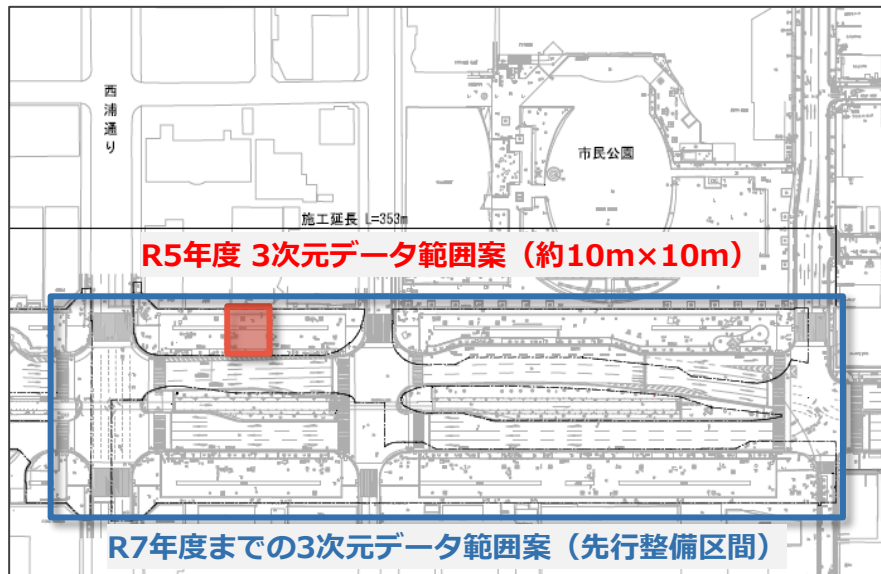 西浦通り
市民公園
施工延長 L=353m
R5年度 3次元データ範囲案（約10m×10m）
R7年度までの3次元データ範囲案（先行整備区間）